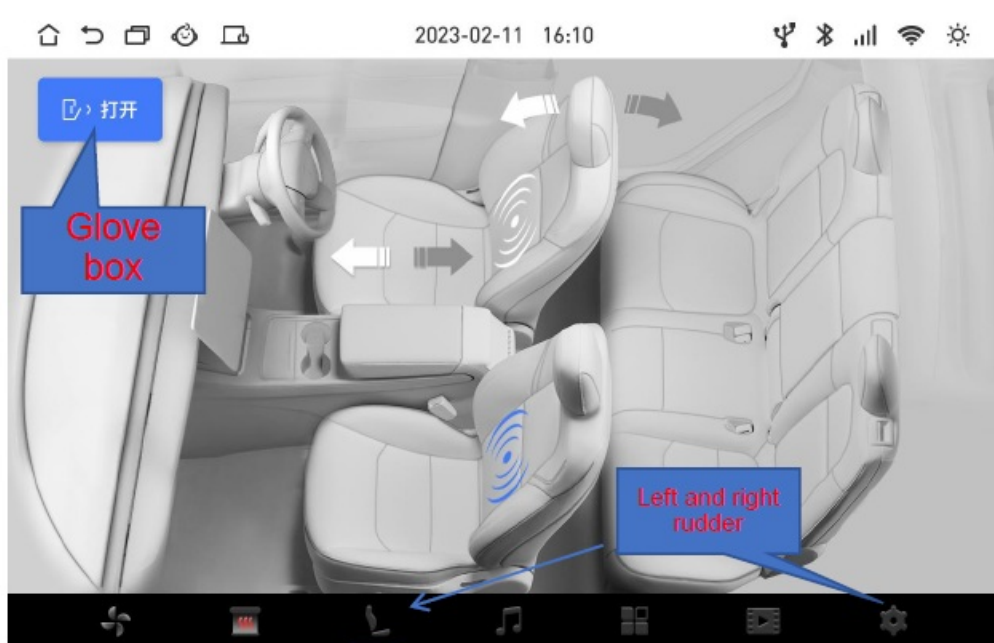 2023-02-11 16:10
打开
Glove
box
Left and right
rudder